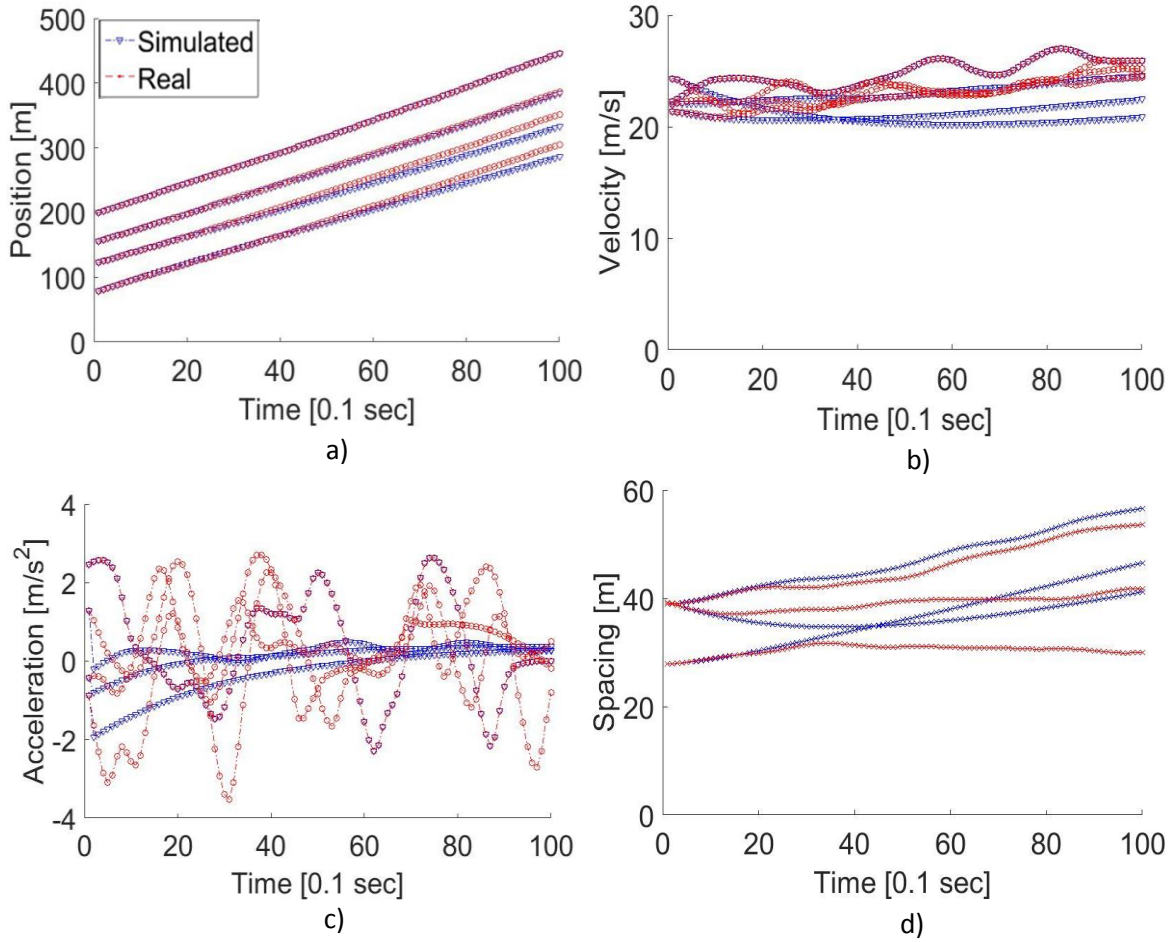 500
400
300
200
100
0
Position [m]
Simulated
Real
0 20 40 60 80 100
Time [0.1 sec]
a)
30
20
10
0
Velocity [m/s]
0 20 40 60 80 100
Time [0.1 sec]
b)
4
2
0
-2
-4
Acceleration [m/s²]
0 20 40 60 80 100
Time [0.1 sec]
c)
60
40
20
0
Spacing [m]
0 20 40 60 80 100
Time [0.1 sec]
d)